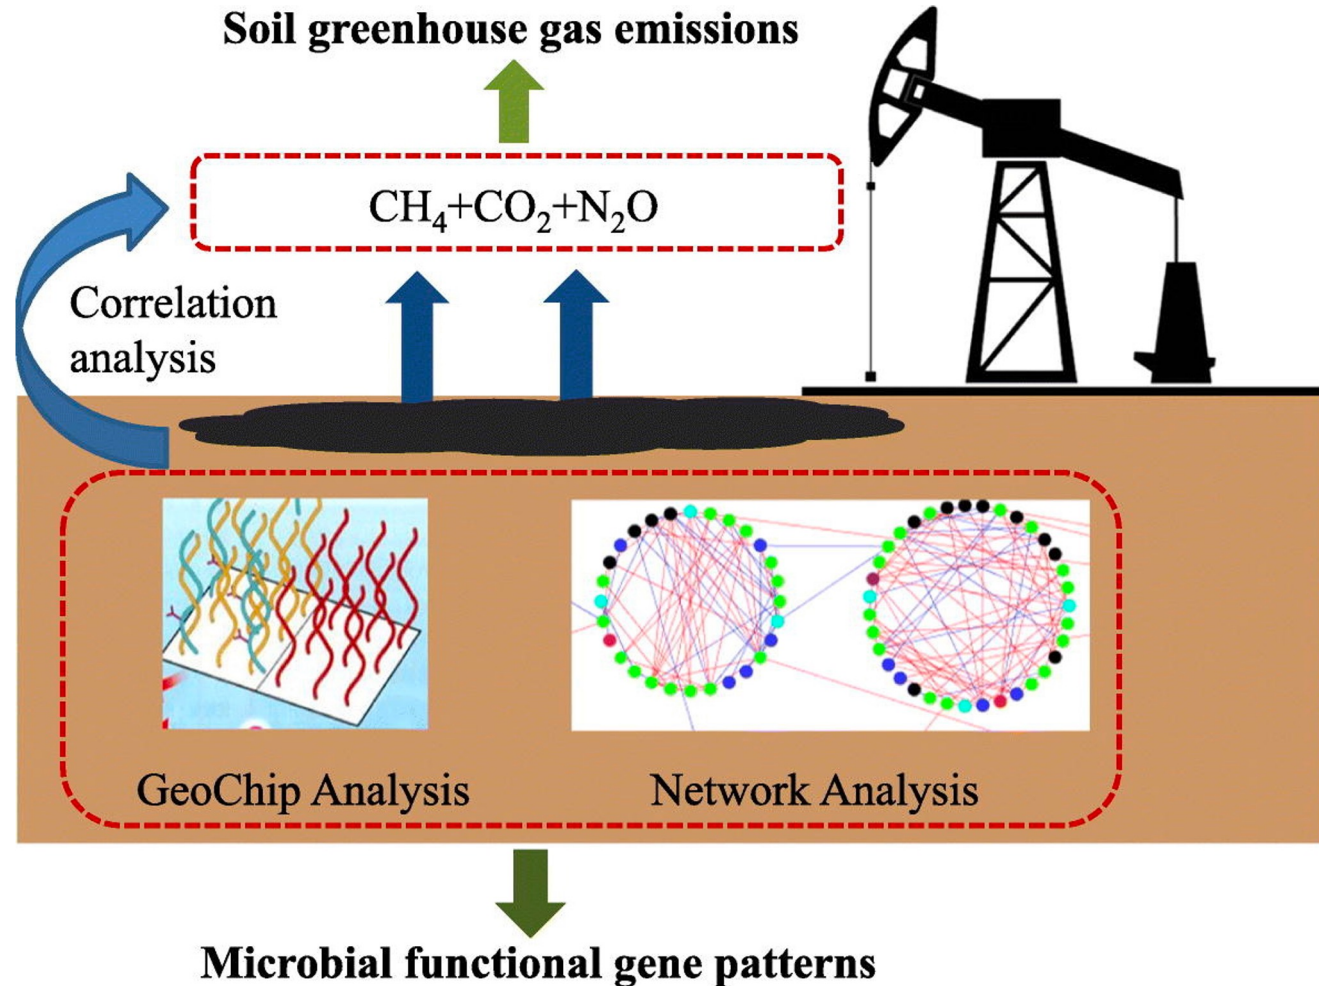 Soil greenhouse gas emissions
CH₄+CO₂+N₂O
Correlation
analysis
GeoChip Analysis
Network Analysis
Microbial functional gene patterns